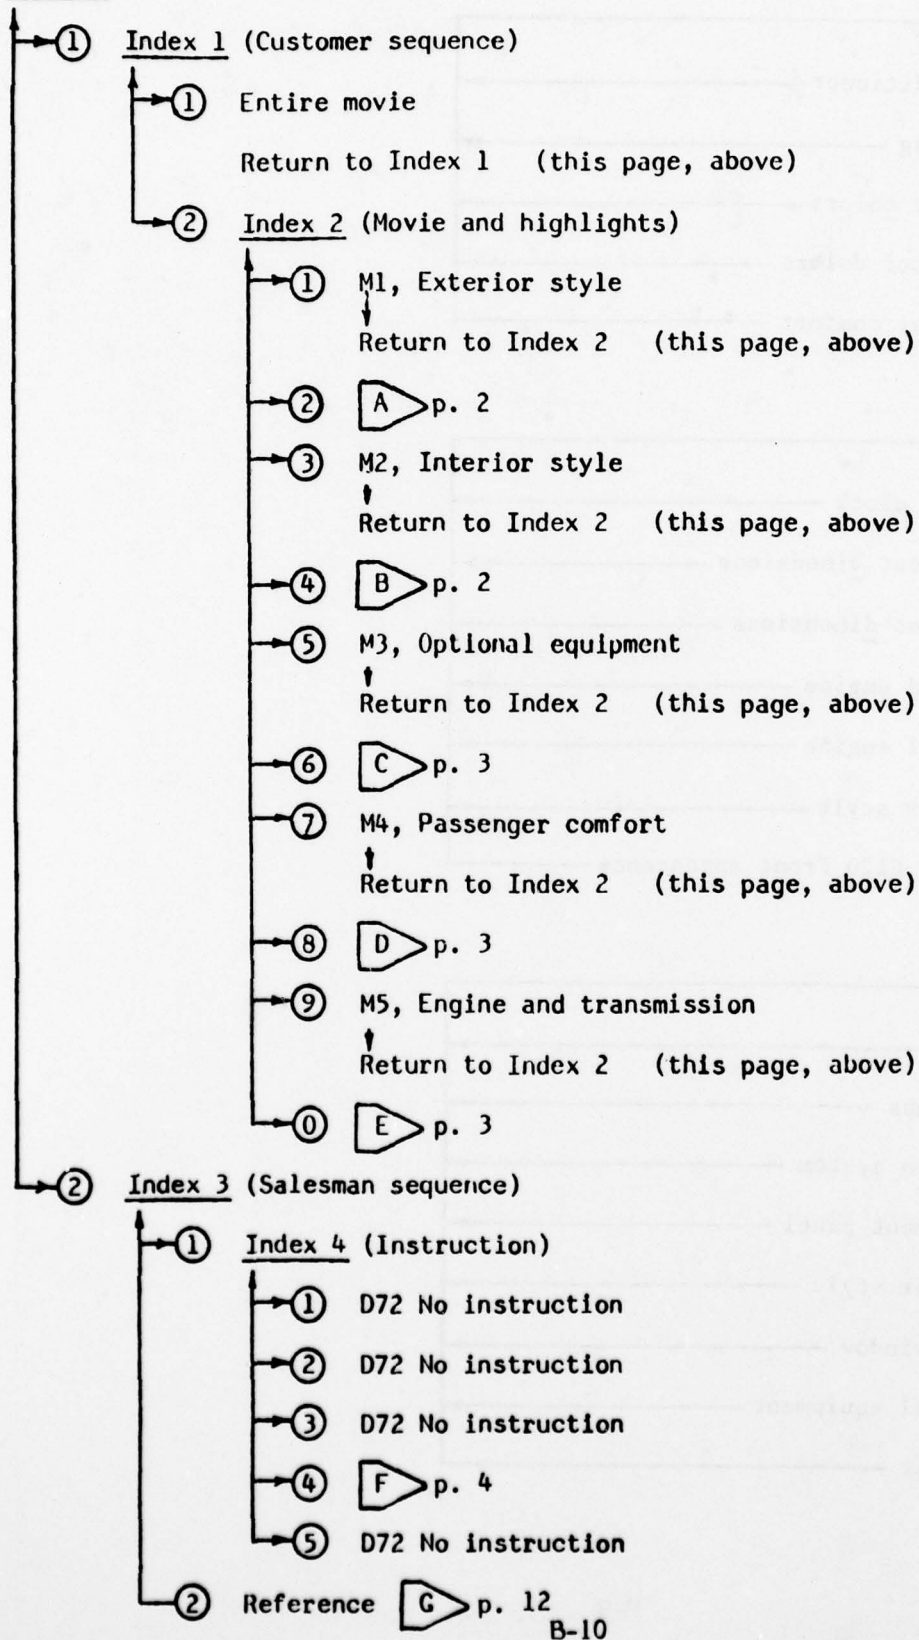 ① Index 1 (Customer sequence)
① Entire movie
Return to Index 1 (this page, above)
② Index 2 (Movie and highlights)
① M1, Exterior style
Return to Index 2 (this page, above)
② A p. 2
③ M2, Interior style
Return to Index 2 (this page, above)
④ B p. 2
⑤ M3, Optional equipment
Return to Index 2 (this page, above)
⑥ C p. 3
⑦ M4, Passenger comfort
Return to Index 2 (this page, above)
⑧ D p. 3
⑨ M5, Engine and transmission
Return to Index 2 (this page, above)
⓪ E p. 3
② Index 3 (Salesman sequence)
① Index 4 (Instruction)
① D72 No instruction
② D72 No instruction
③ D72 No instruction
④ F p. 4
⑤ D72 No instruction
② Reference G p. 12
B-10